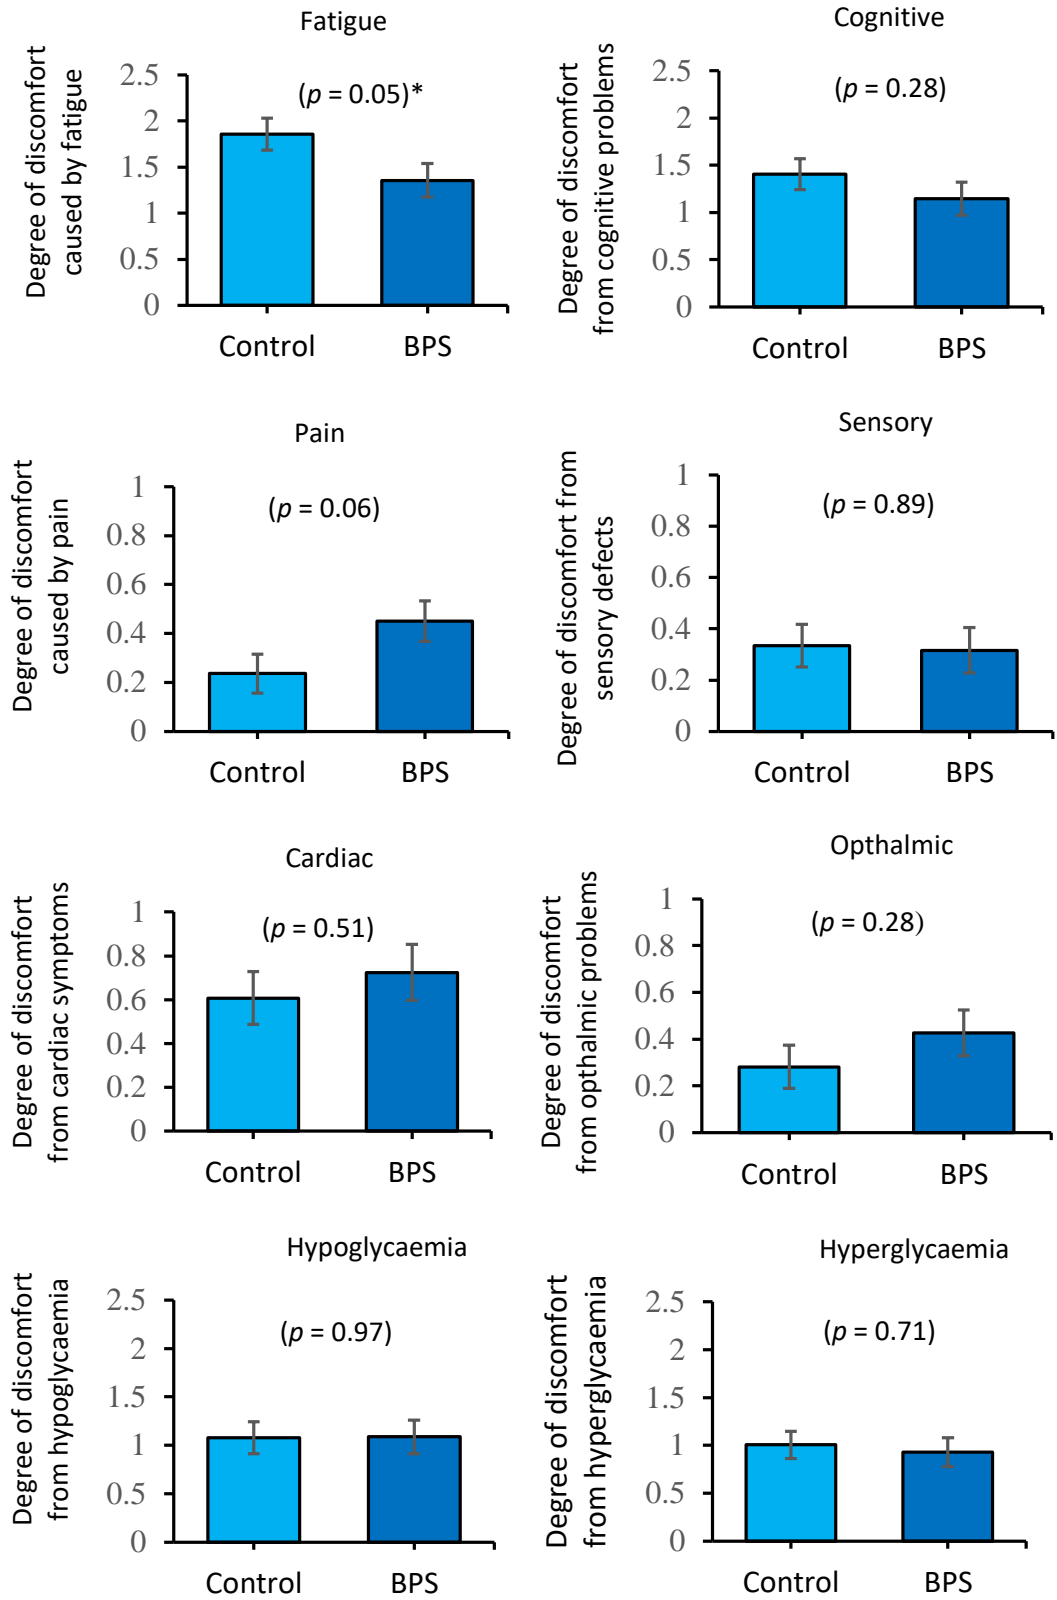 Fatigue
Degree of discomfort
caused by fatigue
2.5
2
1.5
1
0.5
0
(p = 0.05)*
Control
BPS
Cognitive
Degree of discomfort
from cognitive problems
2.5
2
1.5
1
0.5
0
(p = 0.28)
Control
BPS
Pain
Degree of discomfort
caused by pain
1
0.8
0.6
0.4
0.2
0
(p = 0.06)
Control
BPS
Sensory
Degree of discomfort from
sensory defects
1
0.8
0.6
0.4
0.2
0
(p = 0.89)
Control
BPS
Cardiac
Degree of discomfort
from cardiac symptoms
1
0.8
0.6
0.4
0.2
0
(p = 0.51)
Control
BPS
Opthalmic
Degree of discomfort
from opthalmic problems
1
0.8
0.6
0.4
0.2
0
(p = 0.28)
Control
BPS
Hypoglycaemia
Degree of discomfort
from hypoglycaemia
2.5
2
1.5
1
0.5
0
(p = 0.97)
Control
BPS
Hyperglycaemia
Degree of discomfort
from hyperglycaemia
2.5
2
1.5
1
0.5
0
(p = 0.71)
Control
BPS